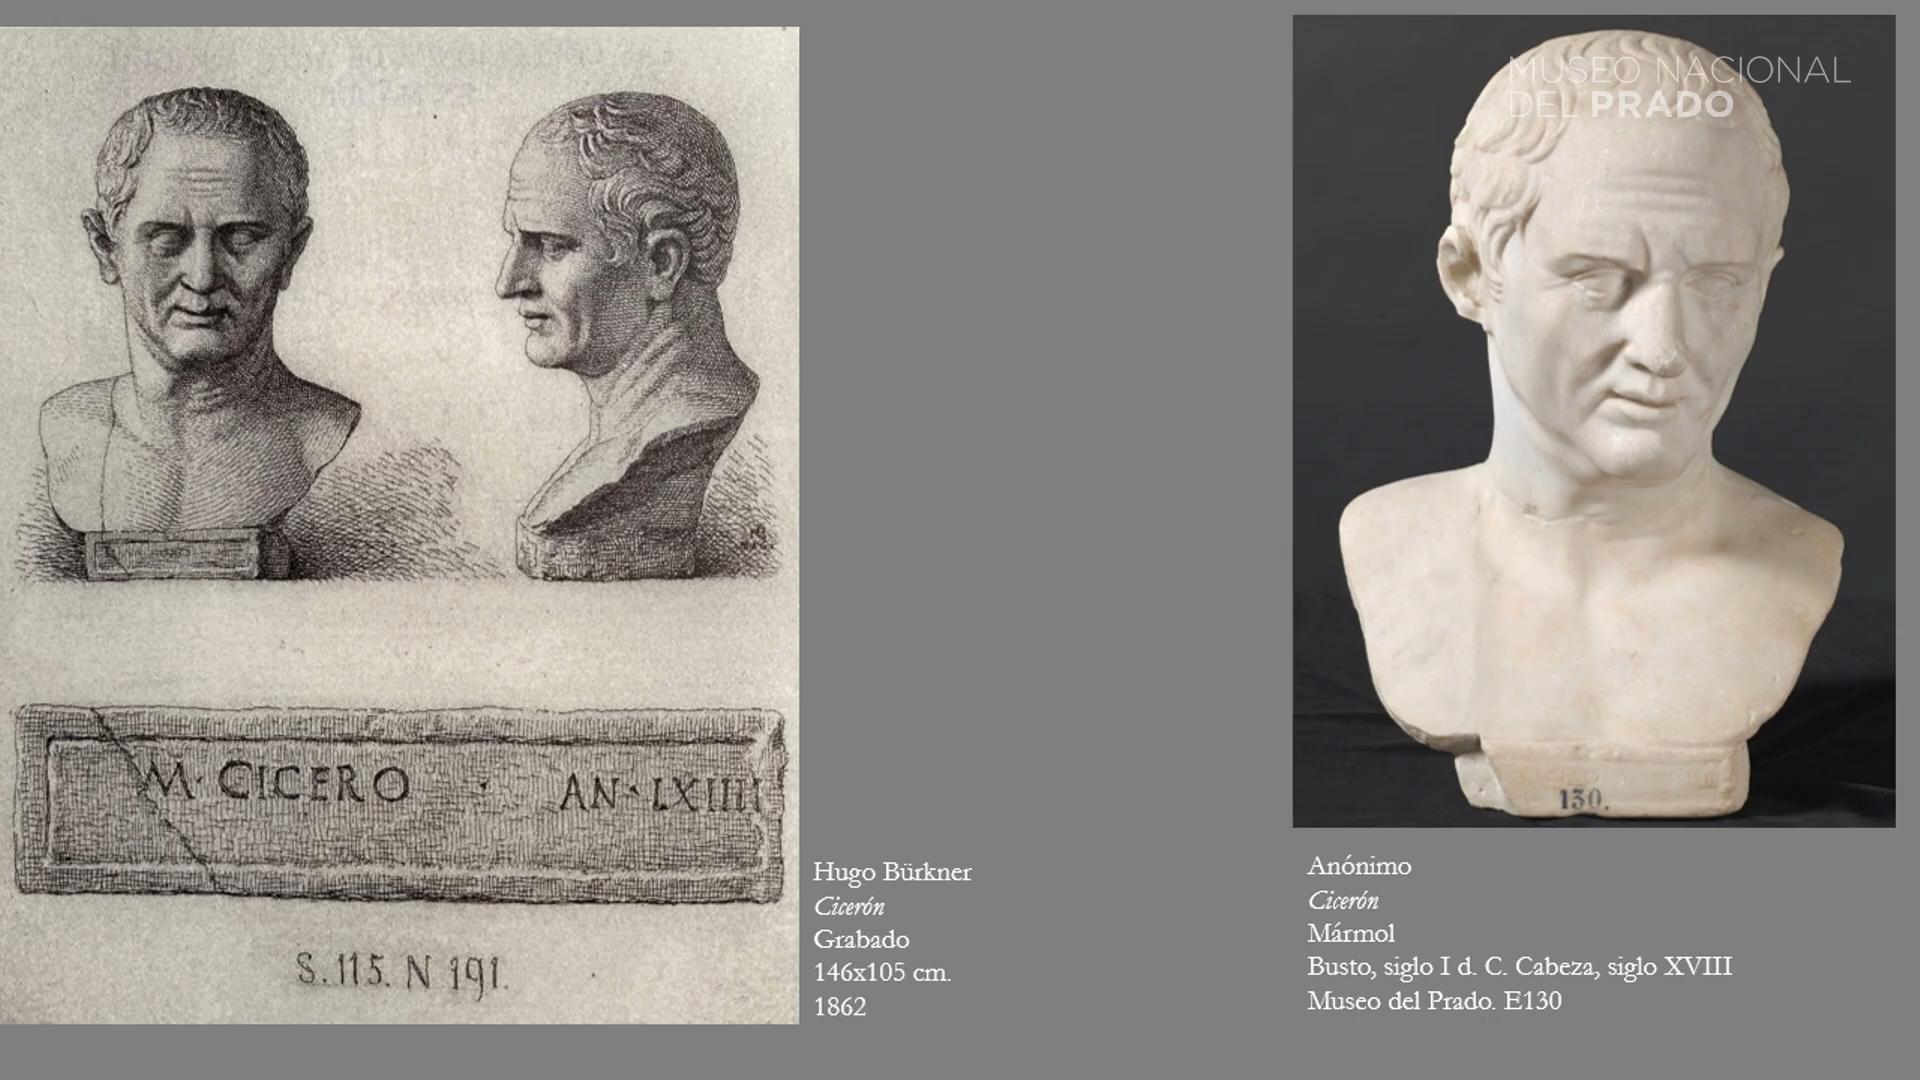 M· CICERO · AN·LXIIII
S. 115. N 191.
Hugo Bürkner
Cicerón
Grabado
146x105 cm.
1862
MUSEO NACIONAL
DEL PRADO
130.
Anónimo
Cicerón
Mármol
Busto, siglo I d. C. Cabeza, siglo XVIII
Museo del Prado. E130